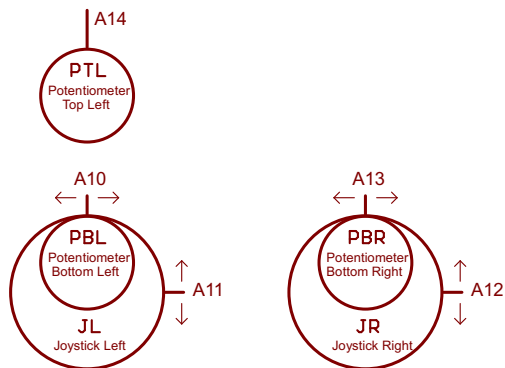 A14
PTL
Potentiometer
Top Left
A10
PBL
Potentiometer
Bottom Left
A11
JL
Joystick Left
A13
PBR
Potentiometer
Bottom Right
A12
JR
Joystick Right